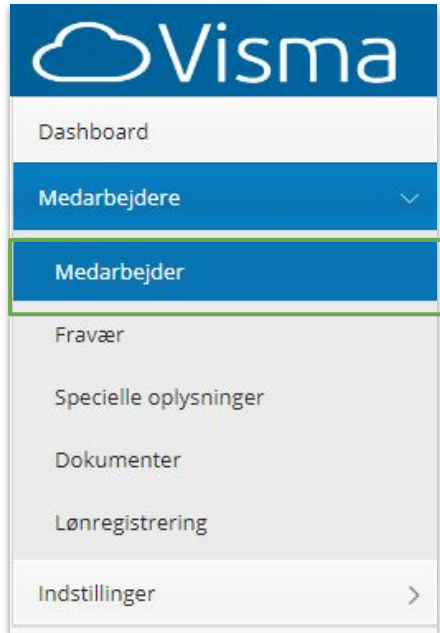 Visma
Dashboard
Medarbejdere
Medarbejder
Fravær
Specielle oplysninger
Dokumenter
Lønregistrering
Indstillinger